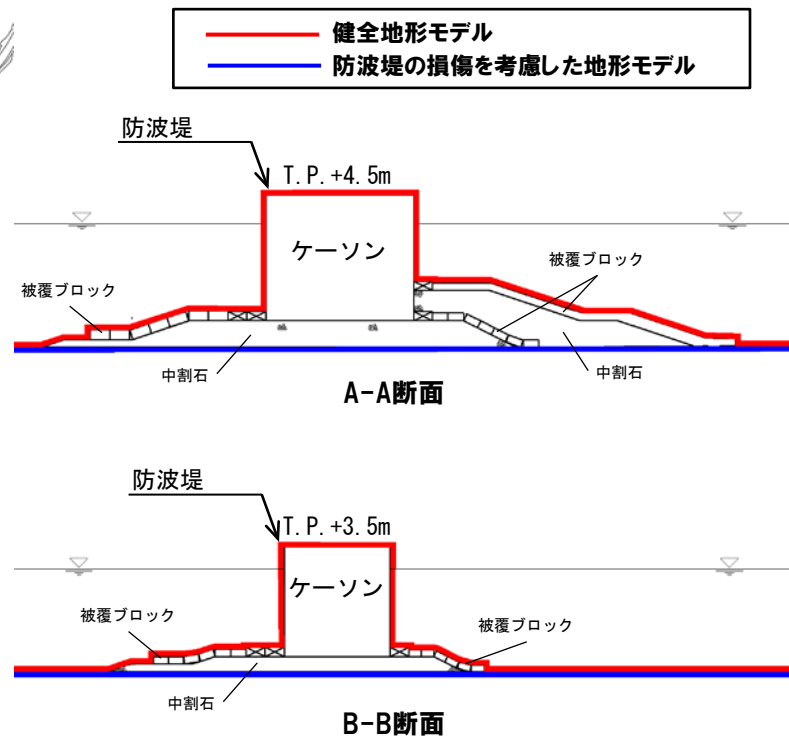 健全地形モデル
防波堤の損傷を考慮した地形モデル
防波堤
T.P.+4.5m
ケーソン
被覆ブロック
被覆ブロック
中割石
中割石
A-A断面
防波堤
T.P.+3.5m
ケーソン
被覆ブロック
被覆ブロック
中割石
B-B断面